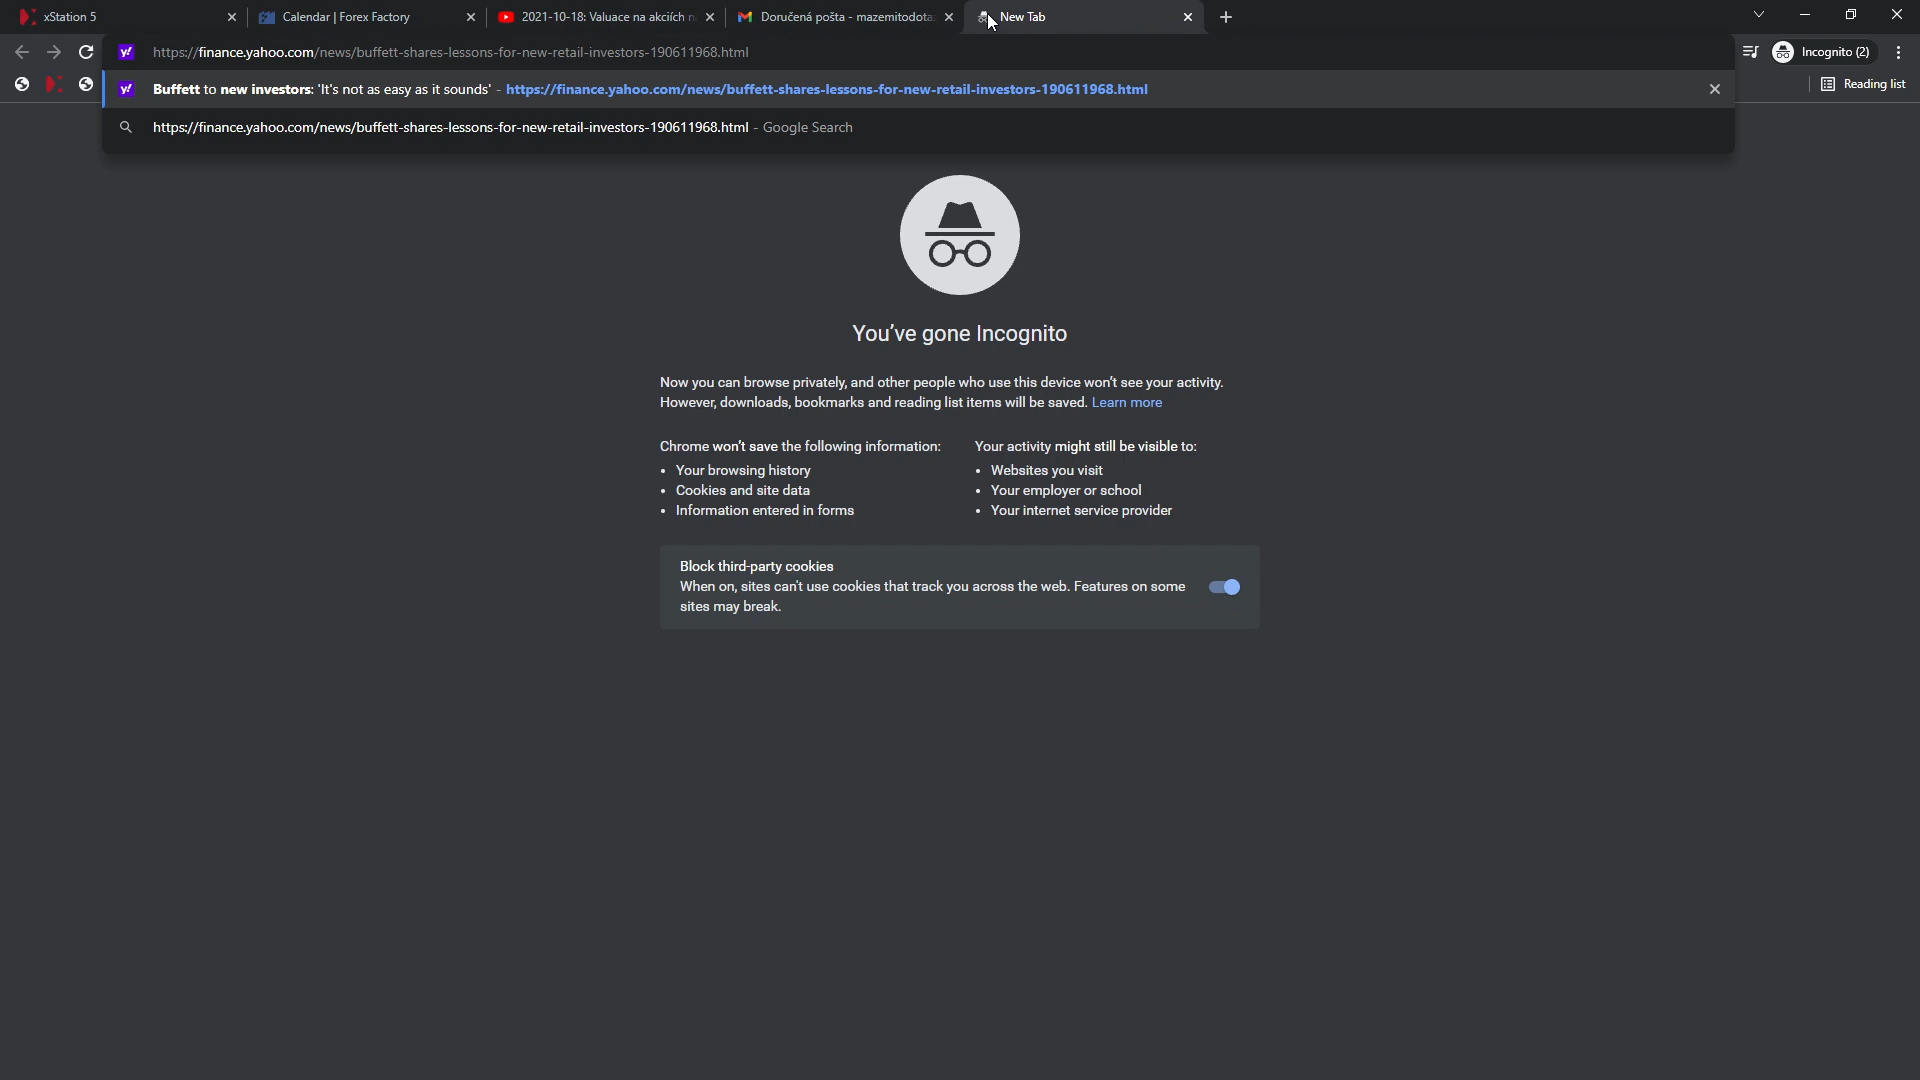 xStation 5
Calendar | Forex Factory
2021-10-18: Valuace na akciích n
Doručená pošta - mazemitodota
New Tab
https://finance.yahoo.com/news/buffett-shares-lessons-for-new-retail-investors-190611968.html
Incognito (2)
Buffett to new investors: 'It's not as easy as it sounds' - https://finance.yahoo.com/news/buffett-shares-lessons-for-new-retail-investors-190611968.html
Reading list
https://finance.yahoo.com/news/buffett-shares-lessons-for-new-retail-investors-190611968.html - Google Search
You've gone Incognito
Now you can browse privately, and other people who use this device won't see your activity.
However, downloads, bookmarks and reading list items will be saved. Learn more
Chrome won't save the following information:
• Your browsing history
• Cookies and site data
• Information entered in forms
Your activity might still be visible to:
• Websites you visit
• Your employer or school
• Your internet service provider
Block third-party cookies
When on, sites can't use cookies that track you across the web. Features on some
sites may break.